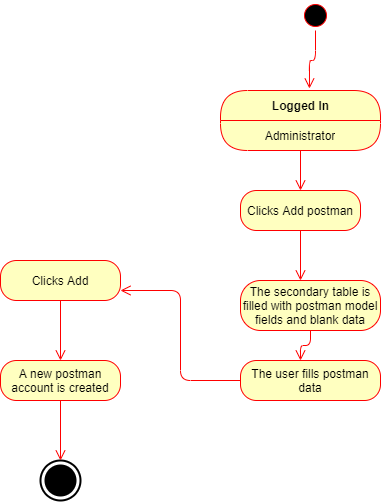 Logged In
Administrator
Clicks Add postman
The secondary table is
filled with postman model
fields and blank data
The user fills postman
data
Clicks Add
A new postman
account is created